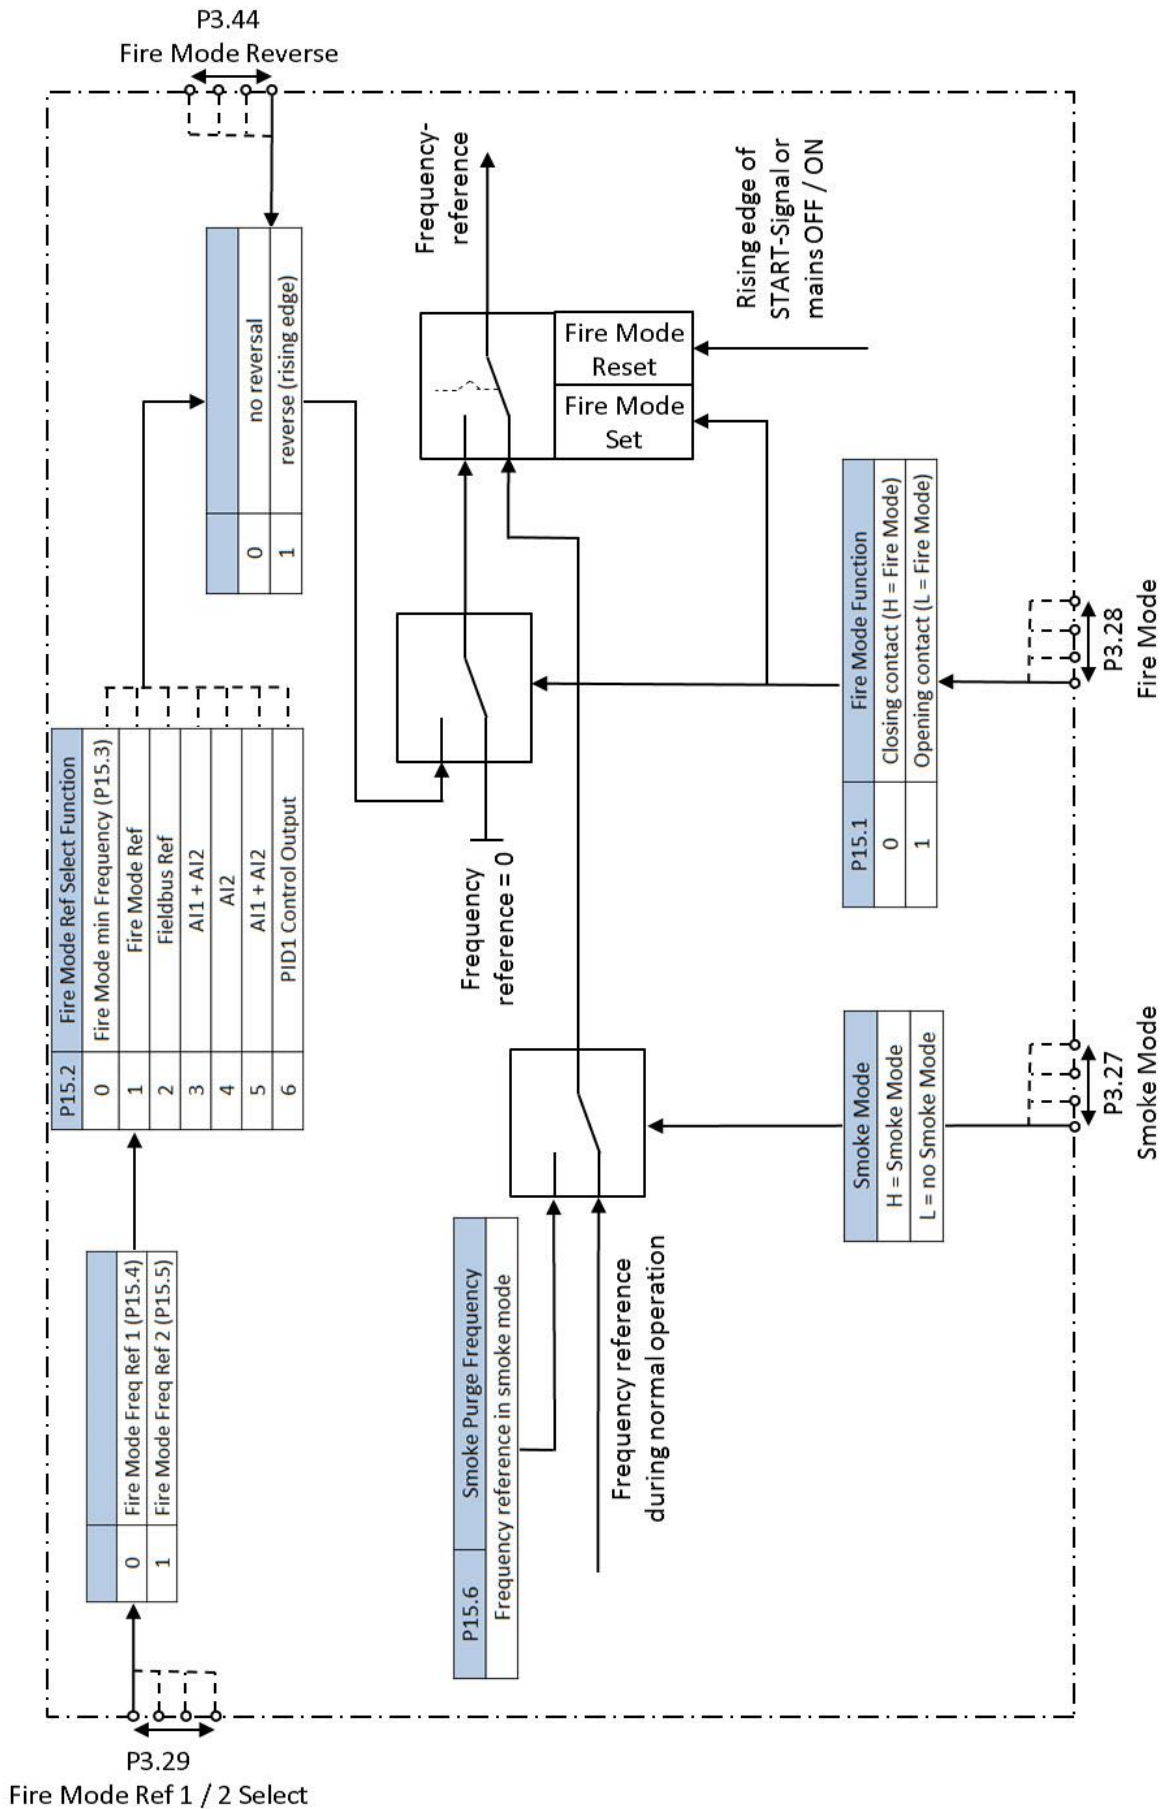 P3.44
Fire Mode Reverse
no reversal
0
reverse (rising edge)
1
Frequency-
reference
Rising edge of
START-Signal or
mains OFF / ON
Fire Mode
Reset
Fire Mode
Set
P15.2 Fire Mode Ref Select Function
0 Fire Mode min Frequency (P15.3)
1 Fire Mode Ref
2 Fieldbus Ref
3 AI1 + AI2
4 AI2
5 AI1 + AI2
6 PID1 Control Output
Frequency
reference = 0
P15.1 Fire Mode Function
0 Closing contact (H = Fire Mode)
1 Opening contact (L = Fire Mode)
P3.28
Fire Mode
0 Fire Mode Freq Ref 1 (P15.4)
1 Fire Mode Freq Ref 2 (P15.5)
P15.6 Smoke Purge Frequency
Frequency reference in smoke mode
Frequency reference
during normal operation
Smoke Mode
H = Smoke Mode
L = no Smoke Mode
P3.27
Smoke Mode
P3.29
Fire Mode Ref 1 / 2 Select